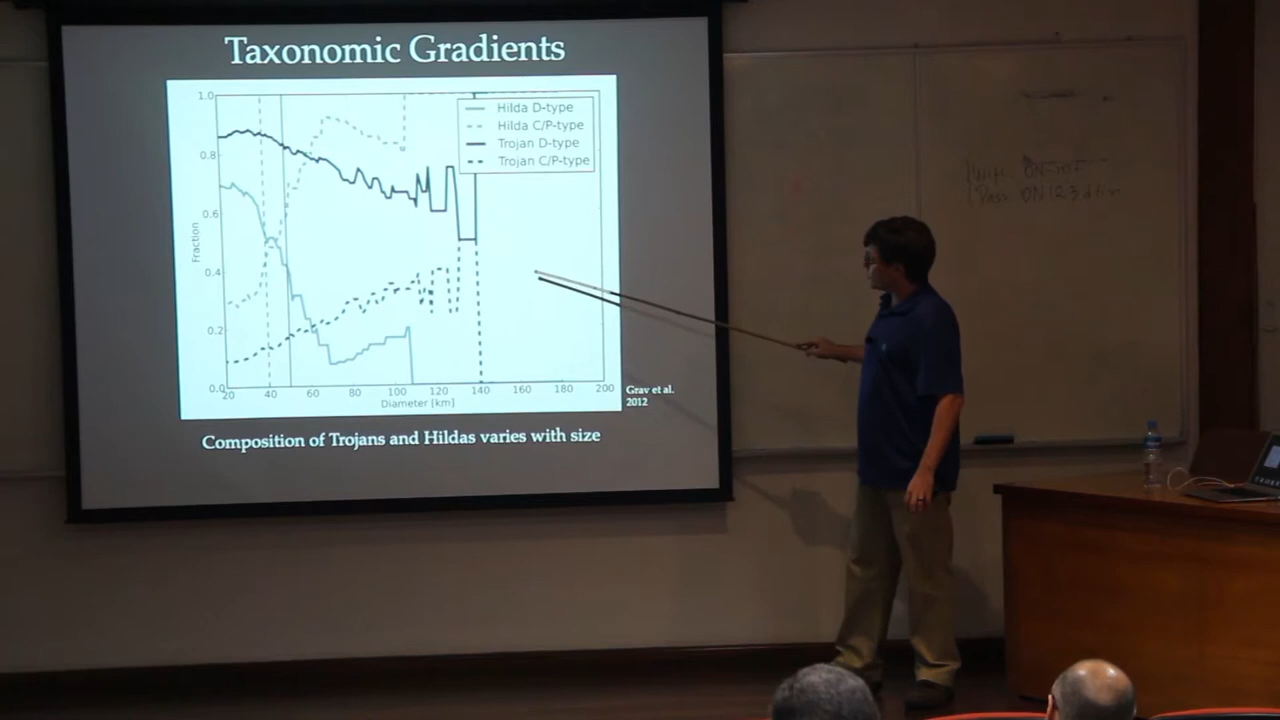 Taxonomic Gradients
1.0
0.8
0.6
0.4
0.2
0.0
Fraction
Hilda D-type
Hilda C/P-type
Trojan D-type
Trojan C/P-type
20 40 60 80 100 120 140 160 180 200
Diameter [km]
Grav et al.
2012
Composition of Trojans and Hildas varies with size